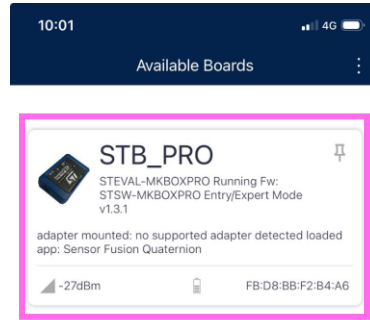 10:01
4G
Available Boards
STB_PRO
STEVAL-MKBOXPRO Running Fw:
STSW-MKBOXPRO Entry/Expert Mode
v1.3.1
adapter mounted: no supported adapter detected loaded
app: Sensor Fusion Quaternion
-27dBm
FB:D8:BB:F2:B4:A6